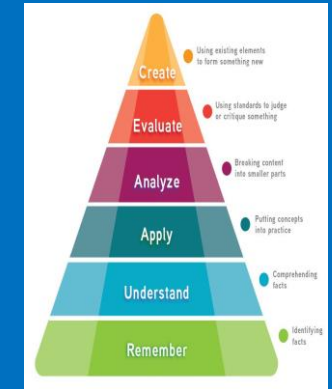 Create
Using existing elements
to form something new
Evaluate
Using standards to judge
or critique something
Analyze
Breaking content
into smaller parts
Apply
Putting concepts
into practice
Understand
Comprehending
facts
Remember
Identifying
facts